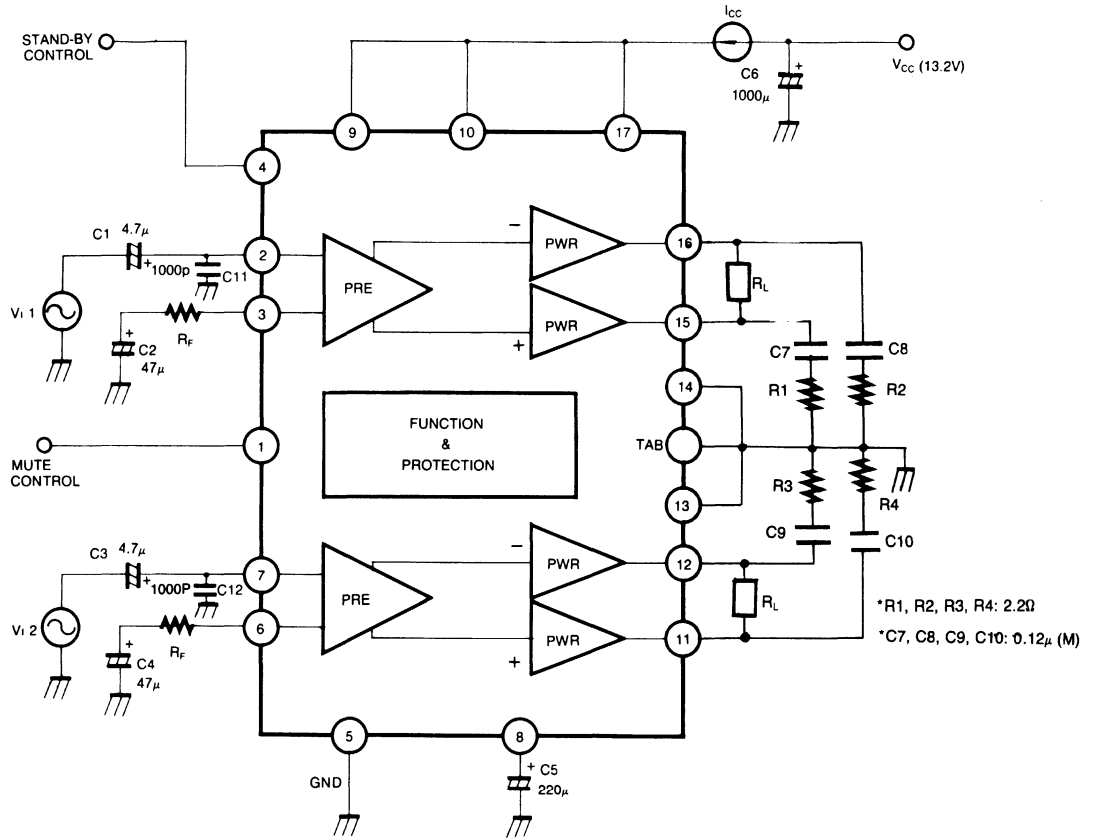 STAND-BY
CONTROL
ICC
VCC (13.2V)
C6
+
1000μ
9
10
17
4
C1
4.7μ
+
1000p
C11
2
VI 1
3
RF
+
C2
47μ
PRE
−
PWR
PWR
+
16
15
RL
C7
C8
R1
R2
14
TAB
13
FUNCTION
&
PROTECTION
1
MUTE
CONTROL
R3
R4
C9
C10
C3
4.7μ
+
1000P
C12
7
VI 2
6
RF
+
C4
47μ
PRE
−
PWR
PWR
+
12
11
RL
*R1, R2, R3, R4: 2.2Ω
*C7, C8, C9, C10: 0.12μ (M)
5
GND
8
+
C5
220μ